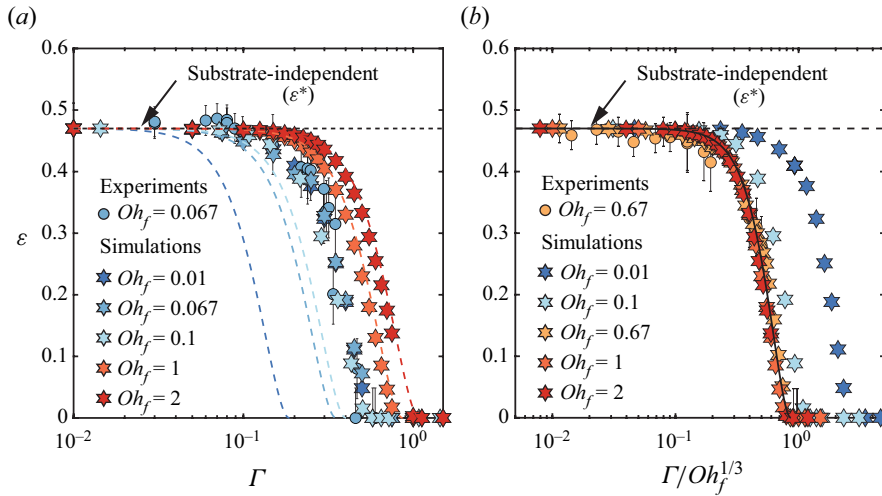 (a)
Substrate-independent
(ε*)
Experiments
Oh_f = 0.067
Simulations
Oh_f = 0.01
Oh_f = 0.067
Oh_f = 0.1
Oh_f = 1
Oh_f = 2
ε
0.6
0.5
0.4
0.3
0.2
0.1
0
10^-2
10^-1
10^0
Γ
(b)
Substrate-independent
(ε*)
Experiments
Oh_f = 0.67
Simulations
Oh_f = 0.01
Oh_f = 0.1
Oh_f = 0.67
Oh_f = 1
Oh_f = 2
0.6
0.5
0.4
0.3
0.2
0.1
0
10^-2
10^-1
10^0
Γ/Oh_f^1/3